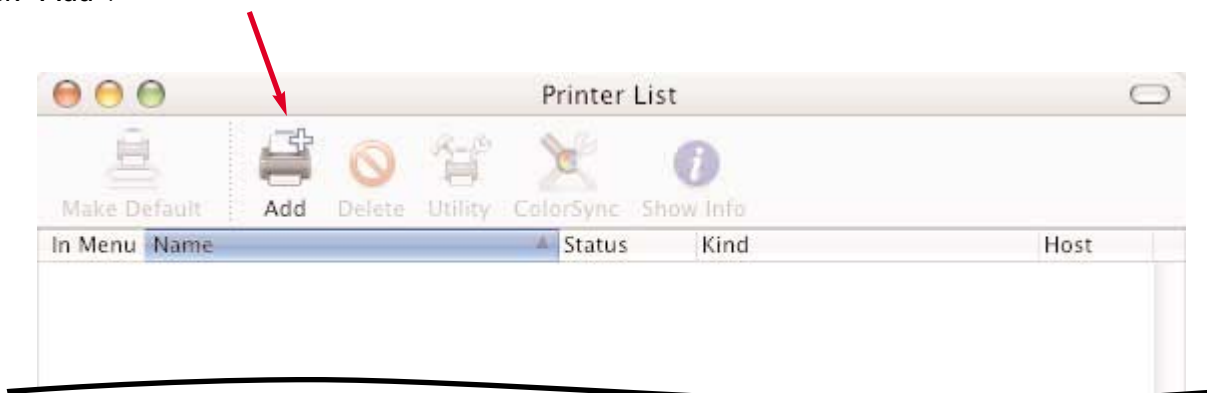 Printer List
Make Default Add Delete Utility ColorSync Show Info
In Menu Name Status Kind Host